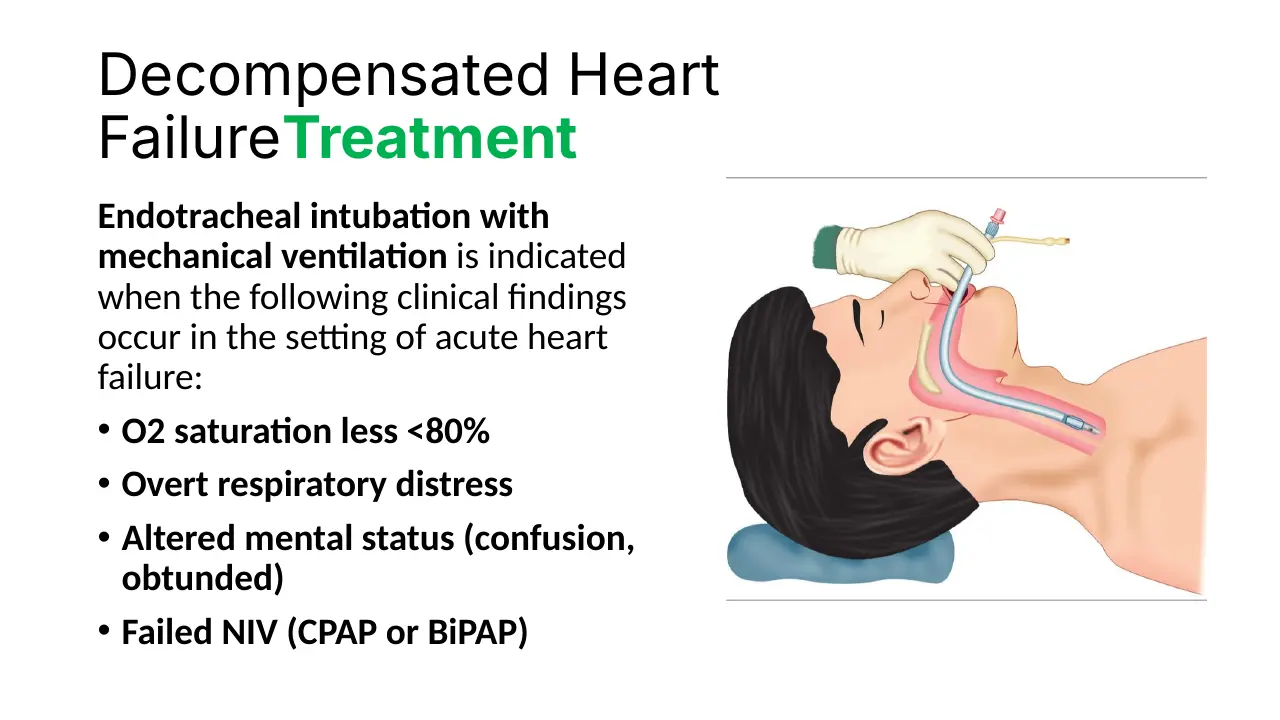 Decompensated Heart
FailureTreatment
Endotracheal intubation with
mechanical ventilation is indicated
when the following clinical findings
occur in the setting of acute heart
failure:
• O2 saturation less <80%
• Overt respiratory distress
• Altered mental status (confusion,
obtunded)
• Failed NIV (CPAP or BiPAP)